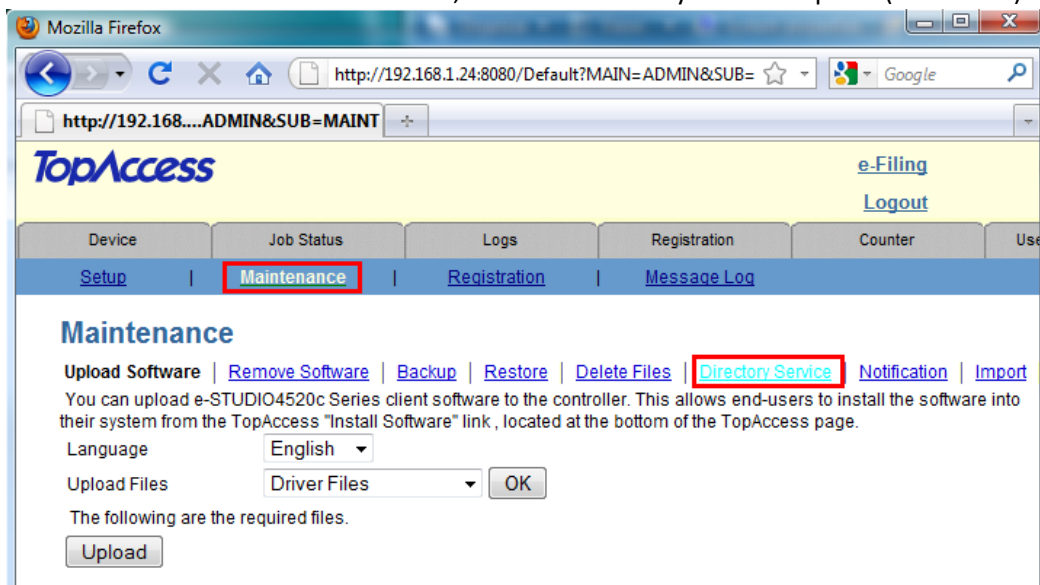 Mozilla Firefox
http://192.168.1.24:8080/Default?MAIN=ADMIN&SUB= Google
http://192.168....ADMIN&SUB=MAINT
TopAccess
e-Filing
Logout
Device Job Status Logs Registration Counter Use
Setup | Maintenance | Registration | Message Log
Maintenance
Upload Software | Remove Software | Backup | Restore | Delete Files | Directory Service | Notification | Import
You can upload e-STUDIO4520c Series client software to the controller. This allows end-users to install the software into
their system from the TopAccess "Install Software" link , located at the bottom of the TopAccess page.
Language English
Upload Files Driver Files OK
The following are the required files.
Upload